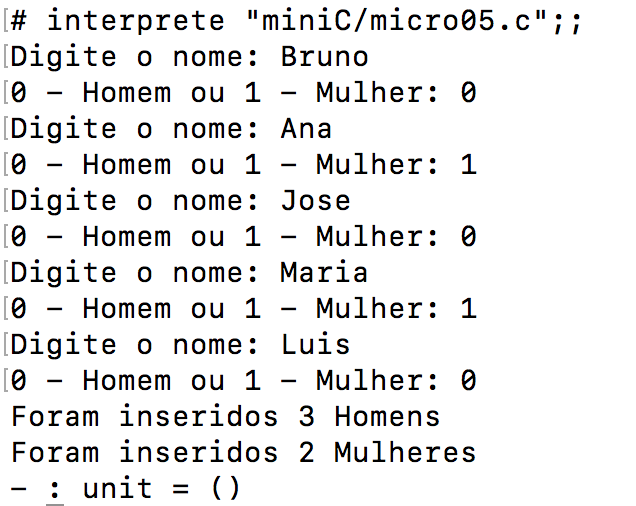 # interprete "miniC/micro05.c";;
Digite o nome: Bruno
0 – Homem ou 1 – Mulher: 0
Digite o nome: Ana
0 – Homem ou 1 – Mulher: 1
Digite o nome: Jose
0 – Homem ou 1 – Mulher: 0
Digite o nome: Maria
0 – Homem ou 1 – Mulher: 1
Digite o nome: Luis
0 – Homem ou 1 – Mulher: 0
Foram inseridos 3 Homens
Foram inseridos 2 Mulheres
- : unit = ()